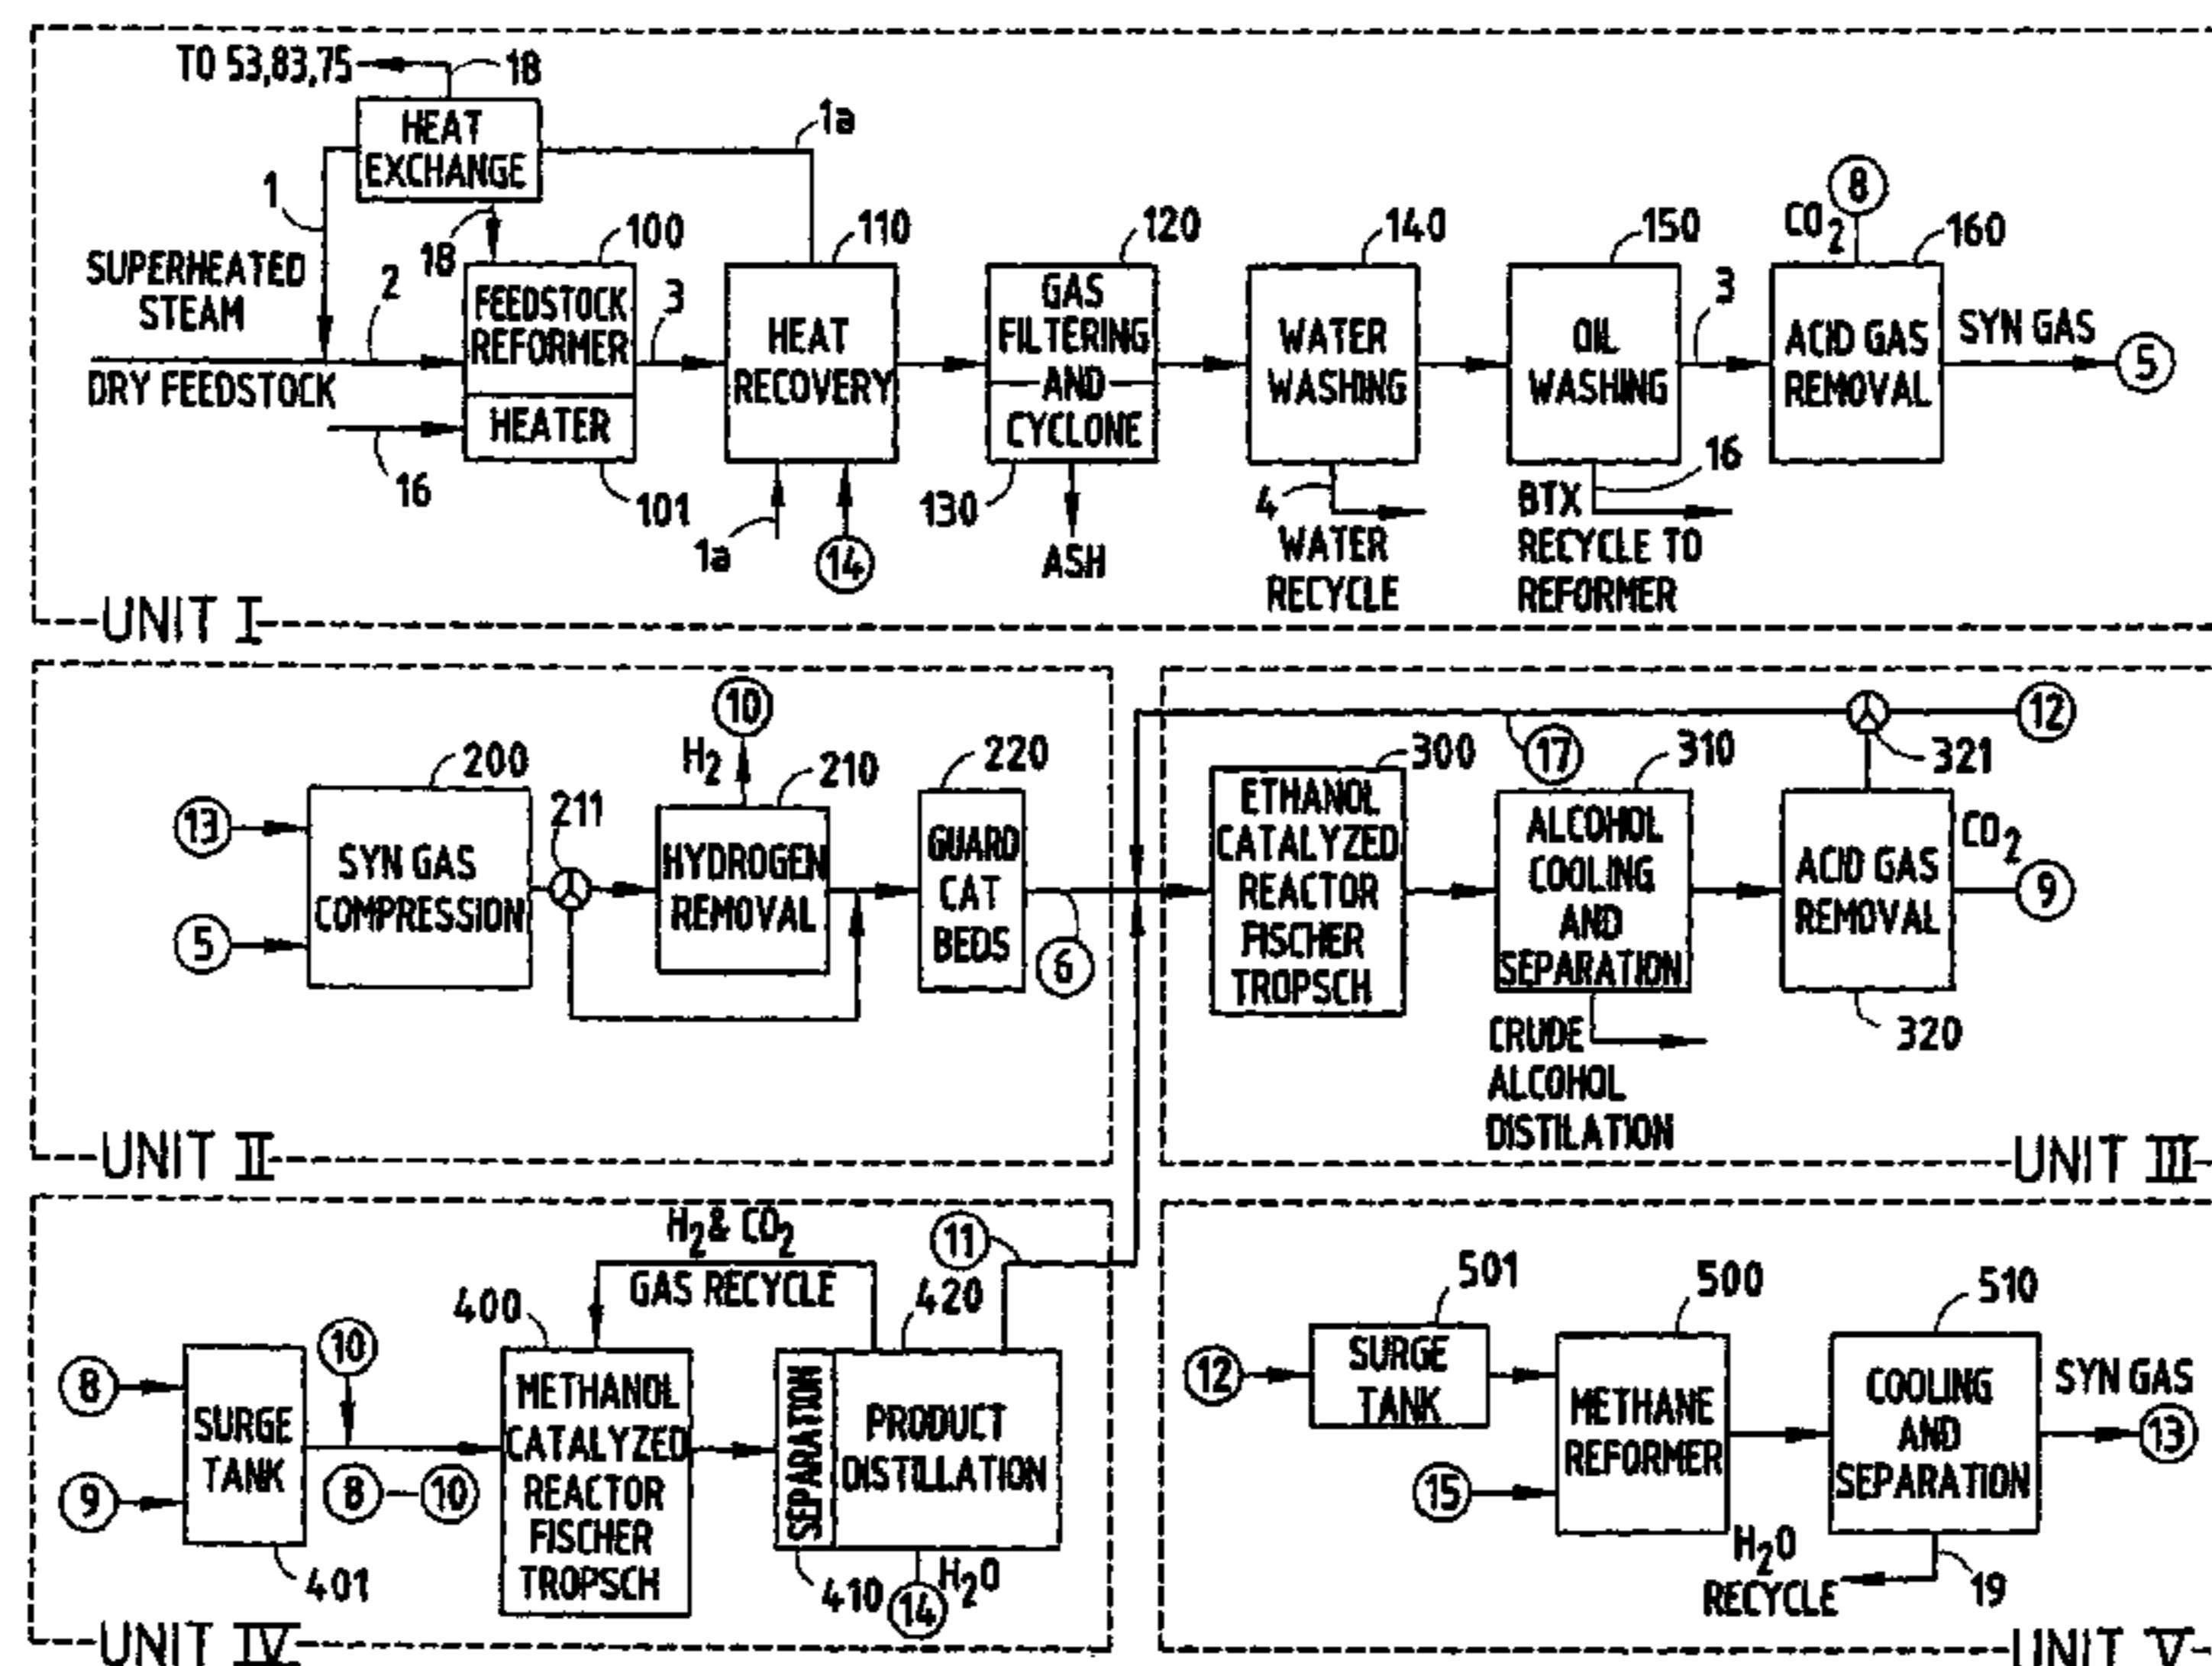 TO 53,83,75
18
HEAT
EXCHANGE
1a
1
18
SUPERHEATED
STEAM
2
DRY FEEDSTOCK
16
100
FEEDSTOCK
REFORMER
HEATER
101
3
110
HEAT
RECOVERY
1a
14
120
GAS
FILTERING
AND
CYCLONE
130
ASH
140
WATER
WASHING
4
WATER
RECYCLE
150
OIL
WASHING
16
BTX
RECYCLE TO
REFORMER
3
8
CO2
160
ACID GAS
REMOVAL
SYN GAS
5
UNIT I
13
5
200
SYN GAS
COMPRESSION
211
10
H2
210
HYDROGEN
REMOVAL
220
GUARD
CAT
BEDS
6
UNIT II
17
321
12
300
ETHANOL
CATALYZED
REACTOR
FISCHER
TROPSCH
310
ALCOHOL
COOLING
AND
SEPARATION
CRUDE
ALCOHOL
DISTILATION
ACID GAS
REMOVAL
CO2
9
320
UNIT III
8
9
SURGE
TANK
401
10
8-10
H2& CO2
GAS RECYCLE
400
METHANOL
CATALYZED
REACTOR
FISCHER
TROPSCH
11
420
SEPARATION
PRODUCT
DISTILLATION
410
14
H2O
UNIT IV
12
501
SURGE
TANK
15
500
METHANE
REFORMER
510
COOLING
AND
SEPARATION
SYN GAS
13
H2O
RECYCLE
19
UNIT V